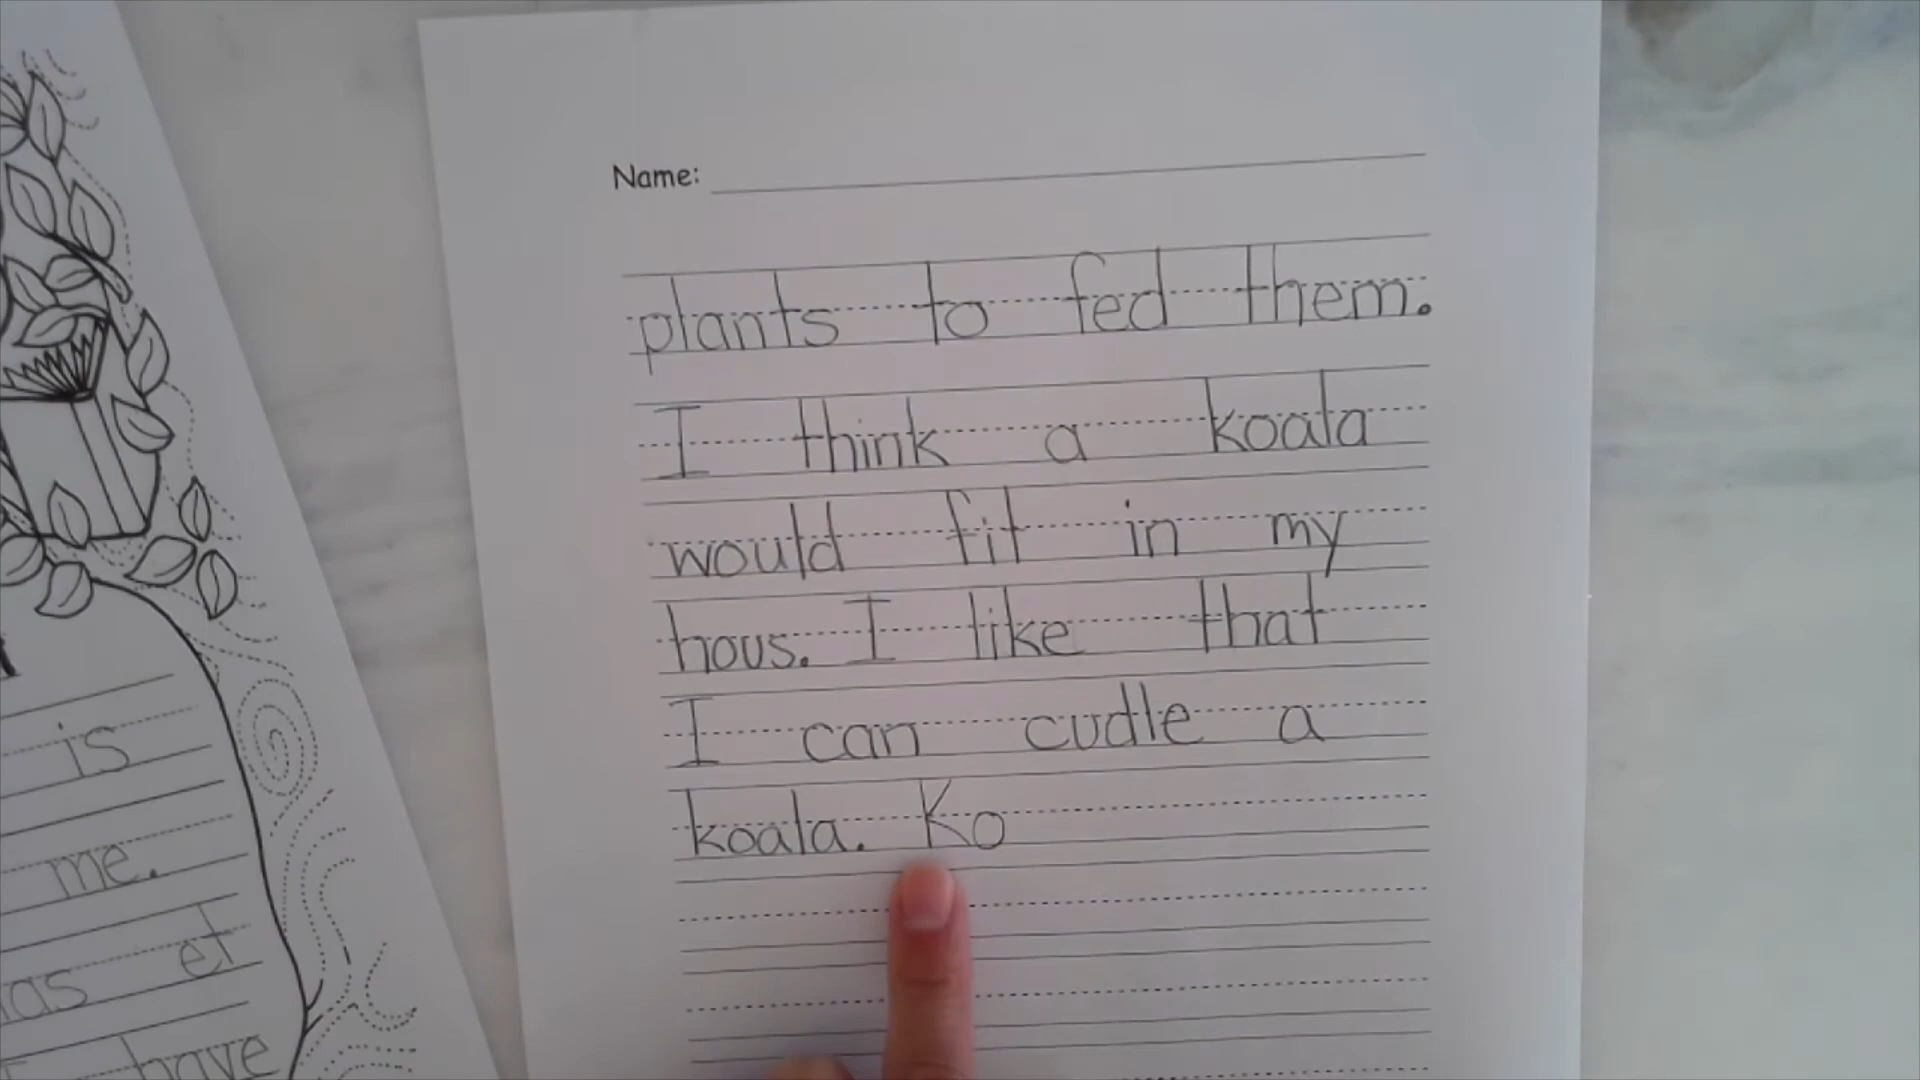 Name:
plants to fed them.
I think a koala
would fit in my
hous. I like that
I can cudle a
koala. Ko
is
me.
et
have